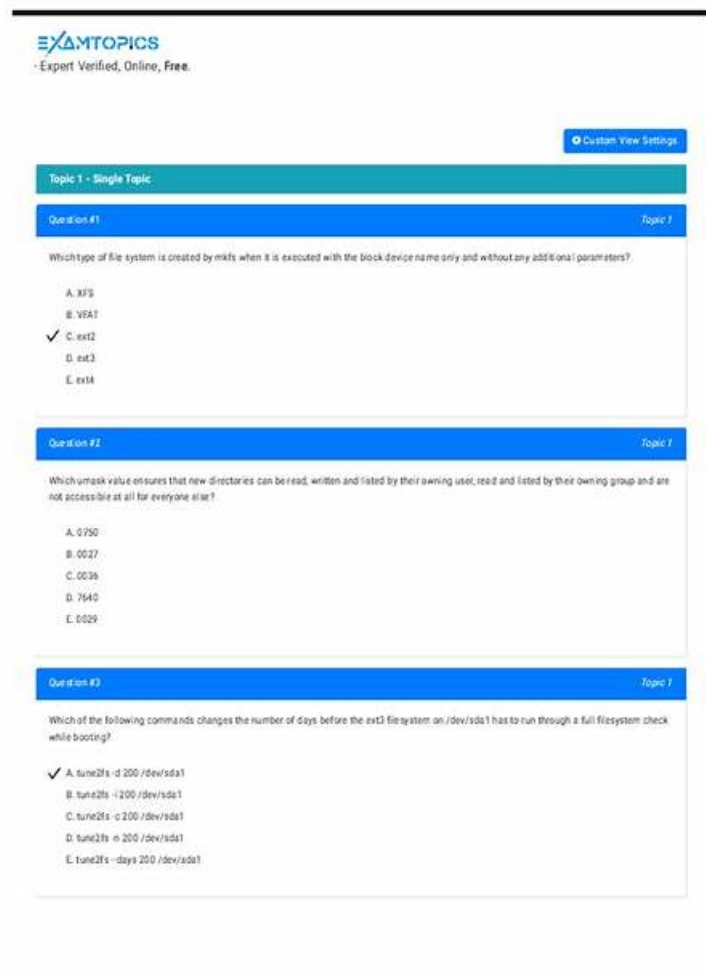 EXAMTOPICS
- Expert Verified, Online, Free.
Custom View Settings
Topic 1 - Single Topic
Question #1 Topic 1
Which type of file system is created by mkfs when it is executed with the block device name only and without any additional parameters?
A. XFS
B. VFAT
C. ext2
D. ext3
E. ext4
Question #2 Topic 1
Which umask value ensures that new directories can be read, written and listed by their owning user, read and listed by their owning group and are
not accessible at all for everyone else?
A. 0750
B. 0027
C. 0036
D. 7640
E. 0029
Question #3 Topic 1
Which of the following commands changes the number of days before the ext3 filesystem on /dev/sda1 has to run through a full filesystem check
while booting?
A. tune2fs -d 200 /dev/sda1
B. tune2fs -i 200 /dev/sda1
C. tune2fs -c 200 /dev/sda1
D. tune2fs -n 200 /dev/sda1
E. tune2fs --days 200 /dev/sda1